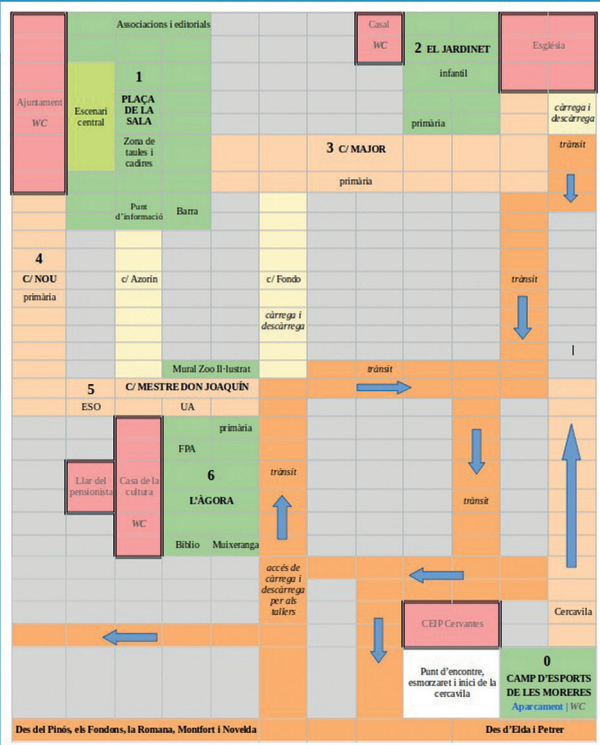 Associacions i editorials
Casal
WC
2 EL JARDINET
infantil
primària
Església
Ajuntament
WC
Escenari
central
1
PLAÇA
DE LA
SALA
Zona de
taules i
cadires
Punt
d'informació
Barra
càrrega i
descàrrega
trànsit
3 C/ MAJOR
primària
4
C/ NOU
primària
c/ Azorín
c/ Fondo
càrrega i
descàrrega
trànsit
Mural Zoo Il·lustrat
trànsit
5 C/ MESTRE DON JOAQUÍN
ESO
UA
Llar del
pensionista
Casa de la
cultura
WC
primària
FPA
6
L'ÀGORA
Biblio
Muixeranga
trànsit
trànsit
accés de
càrrega i
descàrrega
per als
tallers
Cercavila
CEIP Cervantes
Punt d'encontre,
esmorzaret i inici de la
cercavila
0
CAMP D'ESPORTS
DE LES MORERES
Aparcament | WC
Des del Pinós, els Fondons, la Romana, Montfort i Novelda
Des d'Elda i Petrer